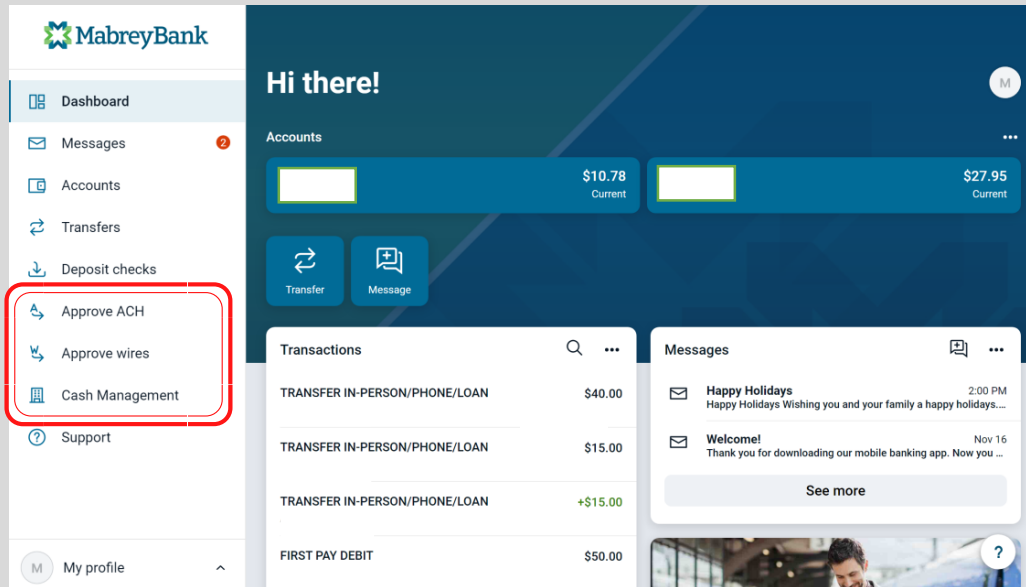 MabreyBank
Dashboard
Messages 2
Accounts
Transfers
Deposit checks
Approve ACH
Approve wires
Cash Management
Support
M My profile
Hi there!
M
Accounts
$10.78
Current
$27.95
Current
Transfer
Message
Transactions
TRANSFER IN-PERSON/PHONE/LOAN $40.00
TRANSFER IN-PERSON/PHONE/LOAN $15.00
TRANSFER IN-PERSON/PHONE/LOAN +$15.00
FIRST PAY DEBIT $50.00
Messages
Happy Holidays 2:00 PM
Happy Holidays Wishing you and your family a happy holidays....
Welcome! Nov 16
Thank you for downloading our mobile banking app. Now you ...
See more
?